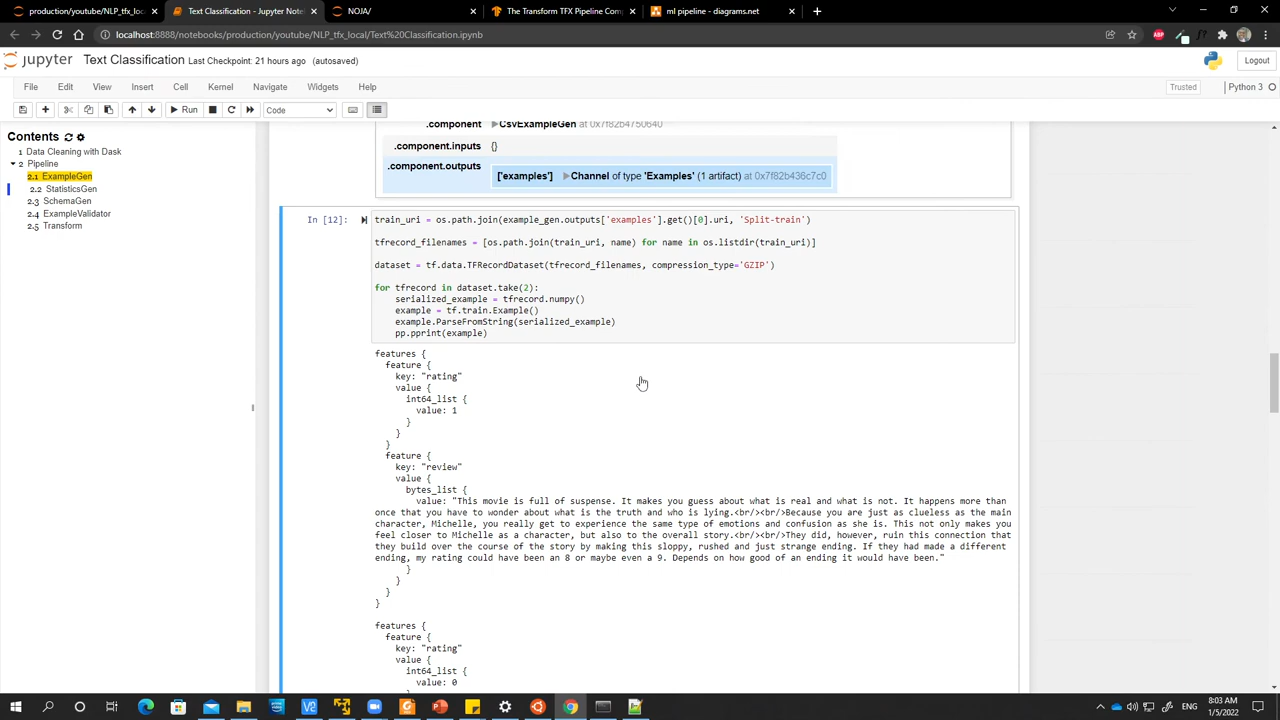 production/youtube/NLP_tfx_loc
Text Classification - Jupyter Note
NOJA/
The Transform TFX Pipeline Comp
ml pipeline - diagrams.net
localhost:8888/notebooks/production/youtube/NLP_tfx_local/Text%20Classification.ipynb
jupyter Text Classification Last Checkpoint: 21 hours ago (autosaved)
Logout
File Edit View Insert Cell Kernel Navigate Widgets Help
Trusted
Python 3
Run
Code
Contents
1 Data Cleaning with Dask
2 Pipeline
2.1 ExampleGen
2.2 StatisticsGen
2.3 SchemaGen
2.4 ExampleValidator
2.5 Transform
.component CsvExampleGen at 0x7f82b4750640
.component.inputs {}
.component.outputs
['examples'] Channel of type 'Examples' (1 artifact) at 0x7f82b436c7c0
In [12]:
train_uri = os.path.join(example_gen.outputs['examples'].get()[0].uri, 'Split-train')
tfrecord_filenames = [os.path.join(train_uri, name) for name in os.listdir(train_uri)]
dataset = tf.data.TFRecordDataset(tfrecord_filenames, compression_type='GZIP')
for tfrecord in dataset.take(2):
serialized_example = tfrecord.numpy()
example = tf.train.Example()
example.ParseFromString(serialized_example)
pp.pprint(example)
features {
feature {
key: "rating"
value {
int64_list {
value: 1
}
}
}
feature {
key: "review"
value {
bytes_list {
value: "This movie is full of suspense. It makes you guess about what is real and what is not. It happens more than
once that you have to wonder about what is the truth and who is lying.<br/><br/>Because you are just as clueless as the main
character, Michelle, you really get to experience the same type of emotions and confusion as she is. This not only makes you
feel closer to Michelle as a character, but also to the overall story.<br/><br/>They did, however, ruin this connection that
they build over the course of the story by making this sloppy, rushed and just strange ending. If they had made a different
ending, my rating could have been an 8 or maybe even a 9. Depends on how good of an ending it would have been."
}
}
}
}
features {
feature {
key: "rating"
value {
int64_list {
value: 0
ENG
8:03 AM
1/5/2022